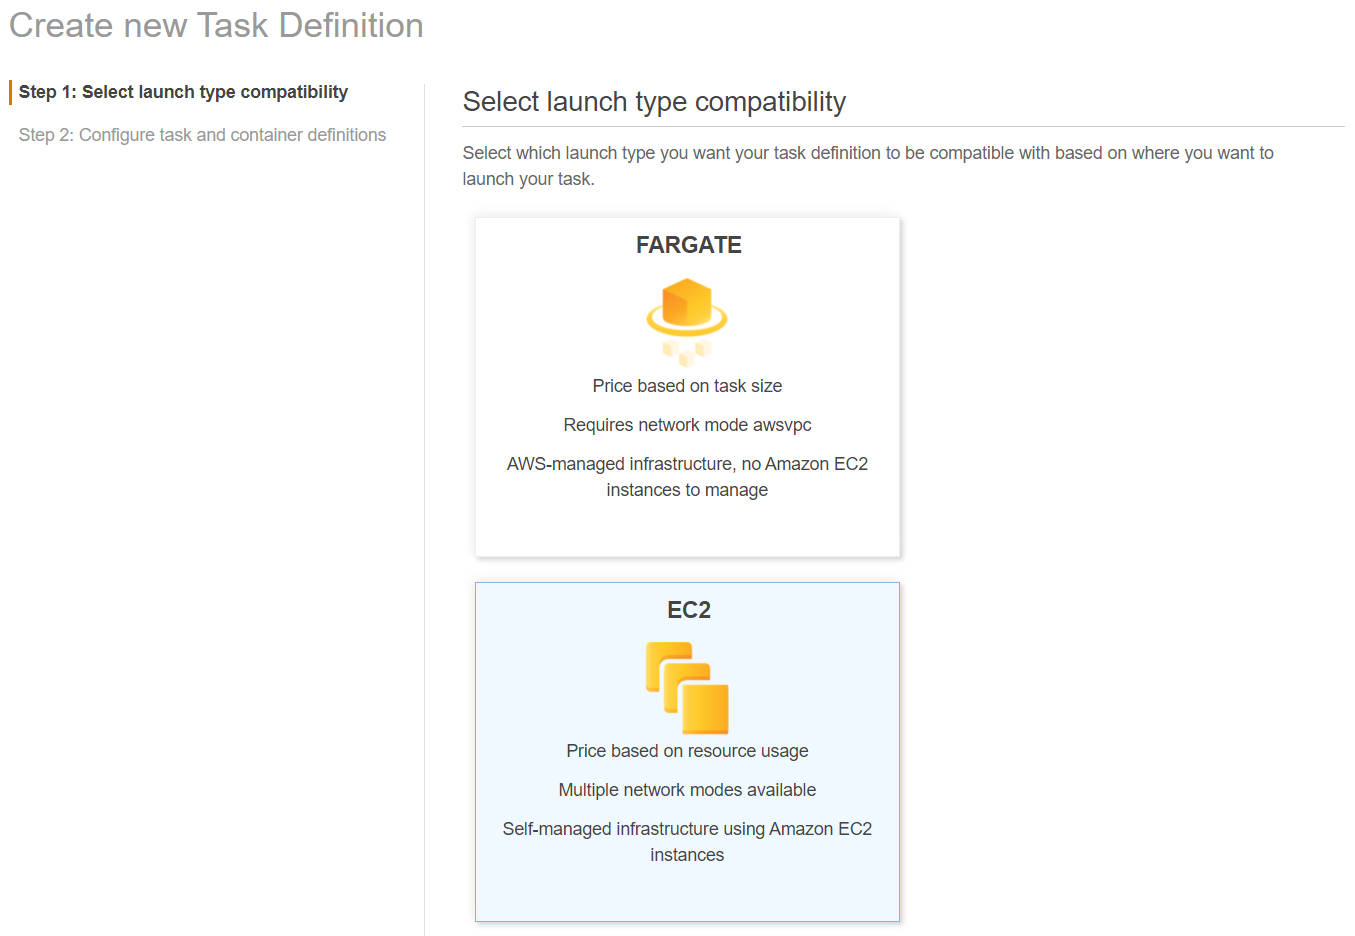 Create new Task Definition
Step 1: Select launch type compatibility
Step 2: Configure task and container definitions
Select launch type compatibility
Select which launch type you want your task definition to be compatible with based on where you want to
launch your task.
FARGATE
Price based on task size
Requires network mode awsvpc
AWS-managed infrastructure, no Amazon EC2
instances to manage
EC2
Price based on resource usage
Multiple network modes available
Self-managed infrastructure using Amazon EC2
instances